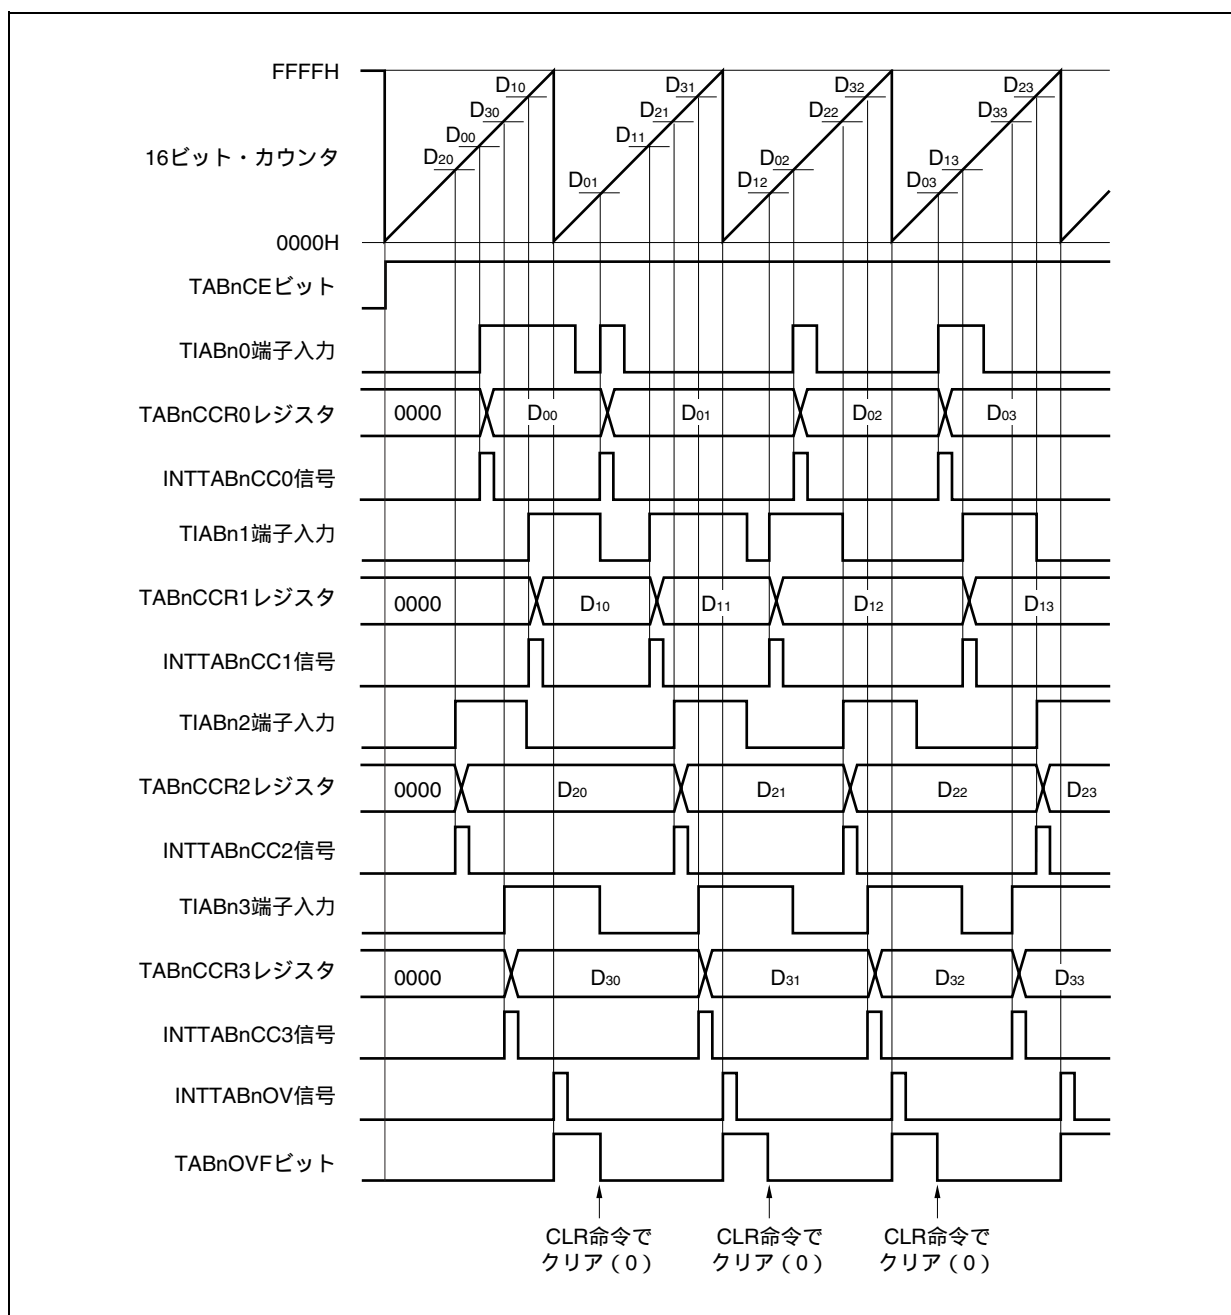 FFFFH
D10
D31
D32
D23
D30
D21
D22
D33
D00
D11
16ビット・カウンタ
D20
D02
D13
D01
D12
D03
0000H
TABnCEビット
TIABn0端子入力
TABnCCR0レジスタ 0000 D00 D01 D02 D03
INTTABnCC0信号
TIABn1端子入力
TABnCCR1レジスタ 0000 D10 D11 D12 D13
INTTABnCC1信号
TIABn2端子入力
TABnCCR2レジスタ 0000 D20 D21 D22 D23
INTTABnCC2信号
TIABn3端子入力
TABnCCR3レジスタ 0000 D30 D31 D32 D33
INTTABnCC3信号
INTTABnOV信号
TABnOVFビット
CLR命令で
クリア（0）
CLR命令で
クリア（0）
CLR命令で
クリア（0）